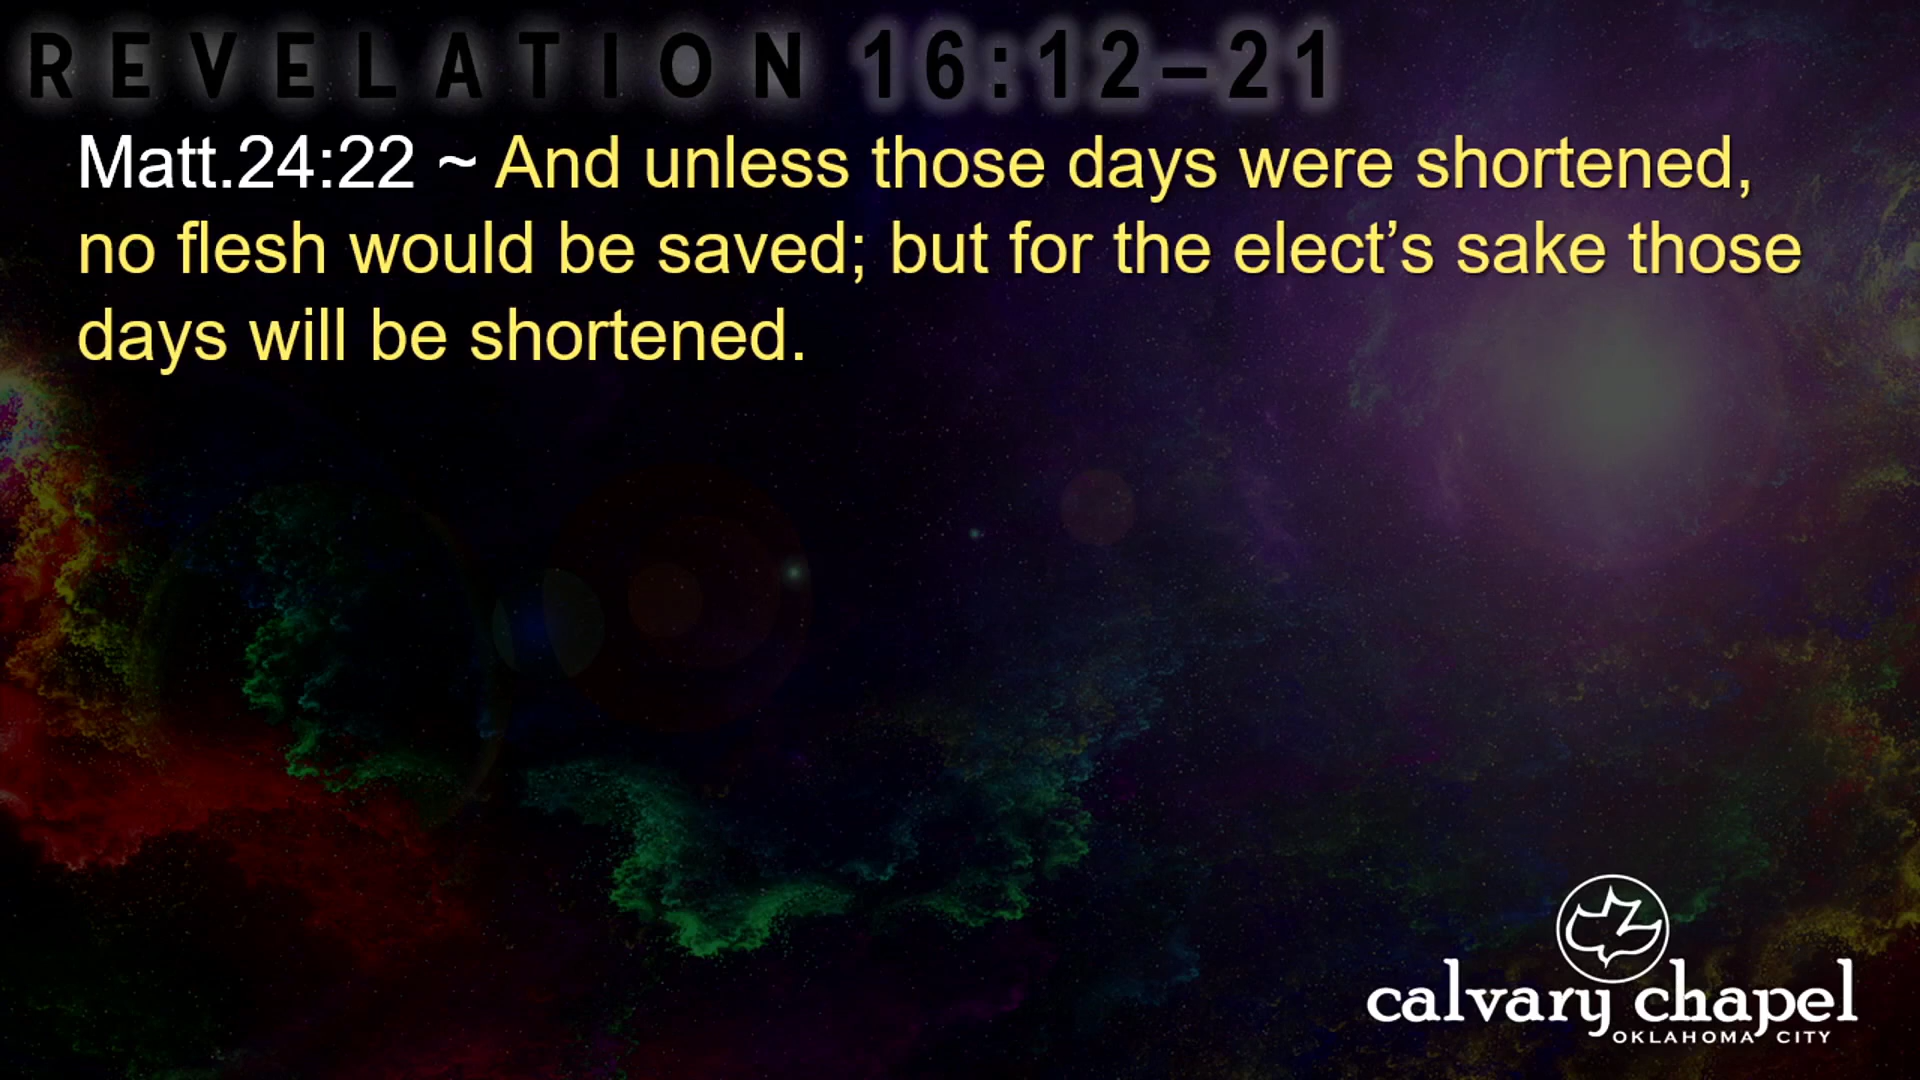 REVELATION 16:12–21
Matt.24:22 ~ And unless those days were shortened,
no flesh would be saved; but for the elect’s sake those
days will be shortened.
calvary chapel
OKLAHOMA CITY